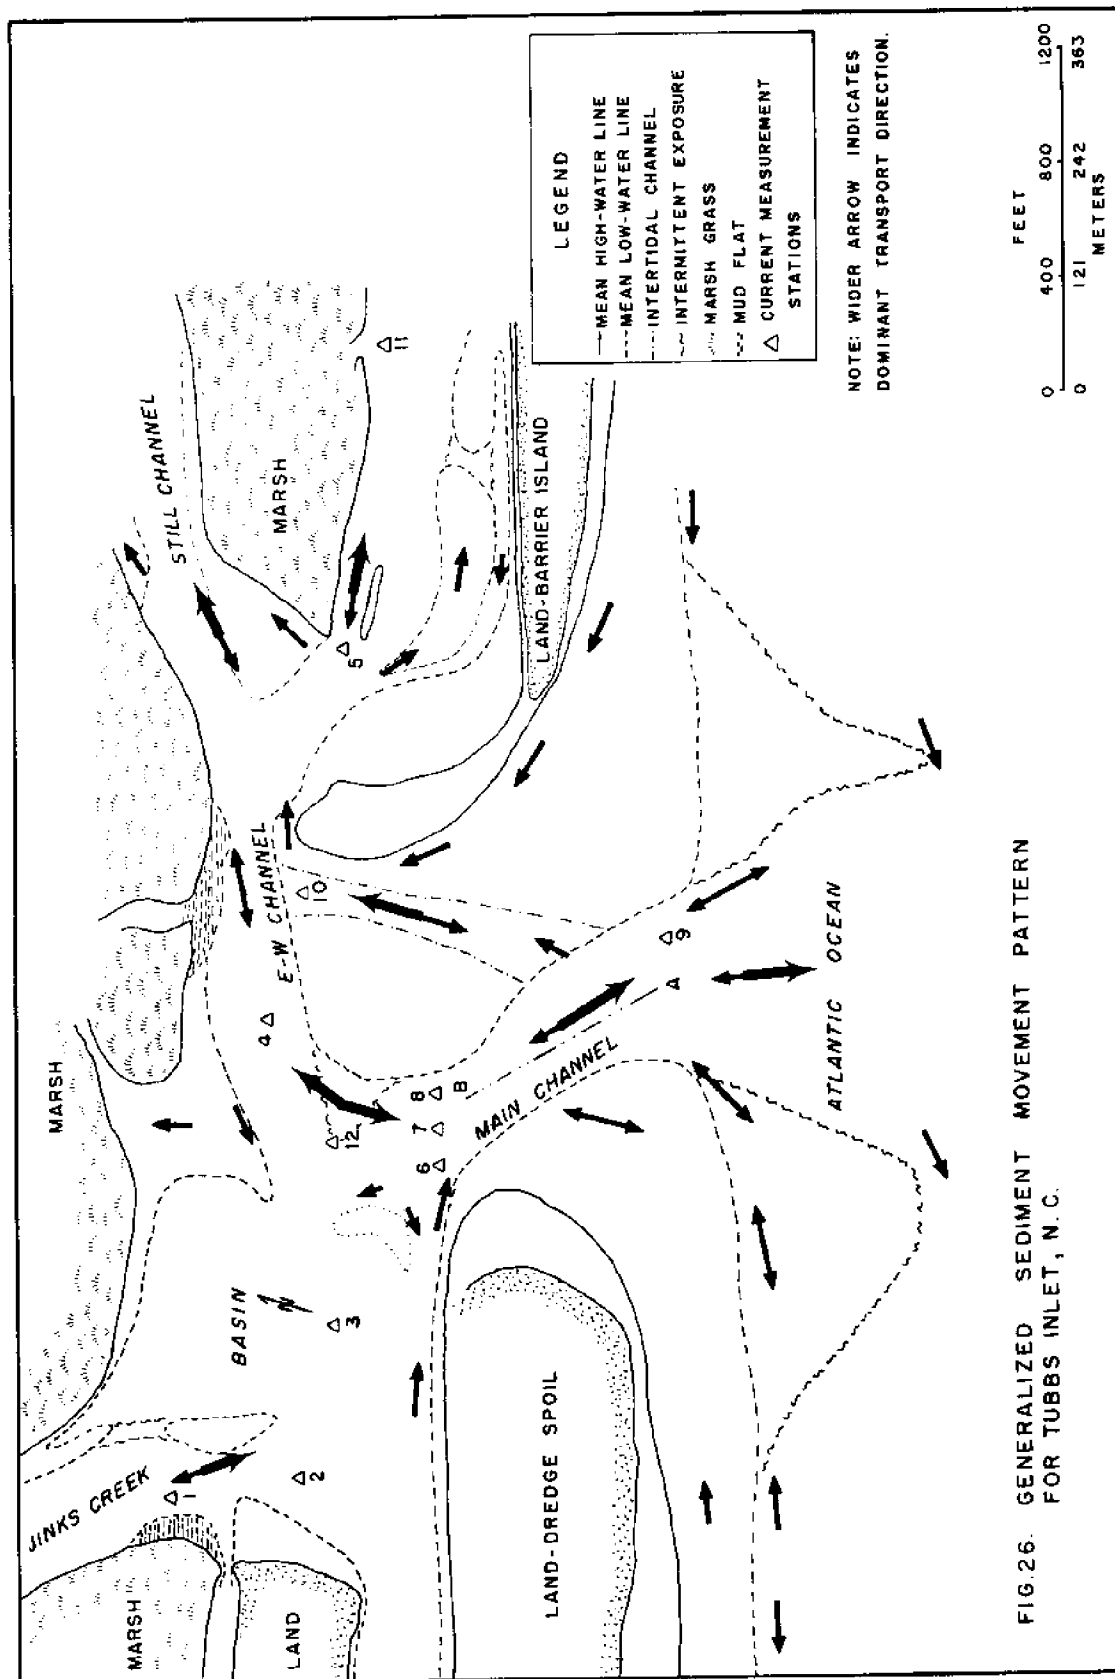 JINKS CREEK
MARSH
LAND
1
2
BASIN
N
3
MARSH
STILL CHANNEL
MARSH
E-W CHANNEL
4
5
11
10
12
6
7
8
B
MAIN CHANNEL
9
A
LAND-DREDGE SPOIL
LAND-BARRIER ISLAND
ATLANTIC OCEAN
LEGEND
MEAN HIGH-WATER LINE
MEAN LOW-WATER LINE
INTERTIDAL CHANNEL
INTERMITTENT EXPOSURE
MARSH GRASS
MUD FLAT
CURRENT MEASUREMENT
STATIONS
NOTE: WIDER ARROW INDICATES
DOMINANT TRANSPORT DIRECTION.
FEET
0 400 800 1200
0 121 242 363
METERS
FIG.26. GENERALIZED SEDIMENT MOVEMENT PATTERN
FOR TUBBS INLET, N.C.